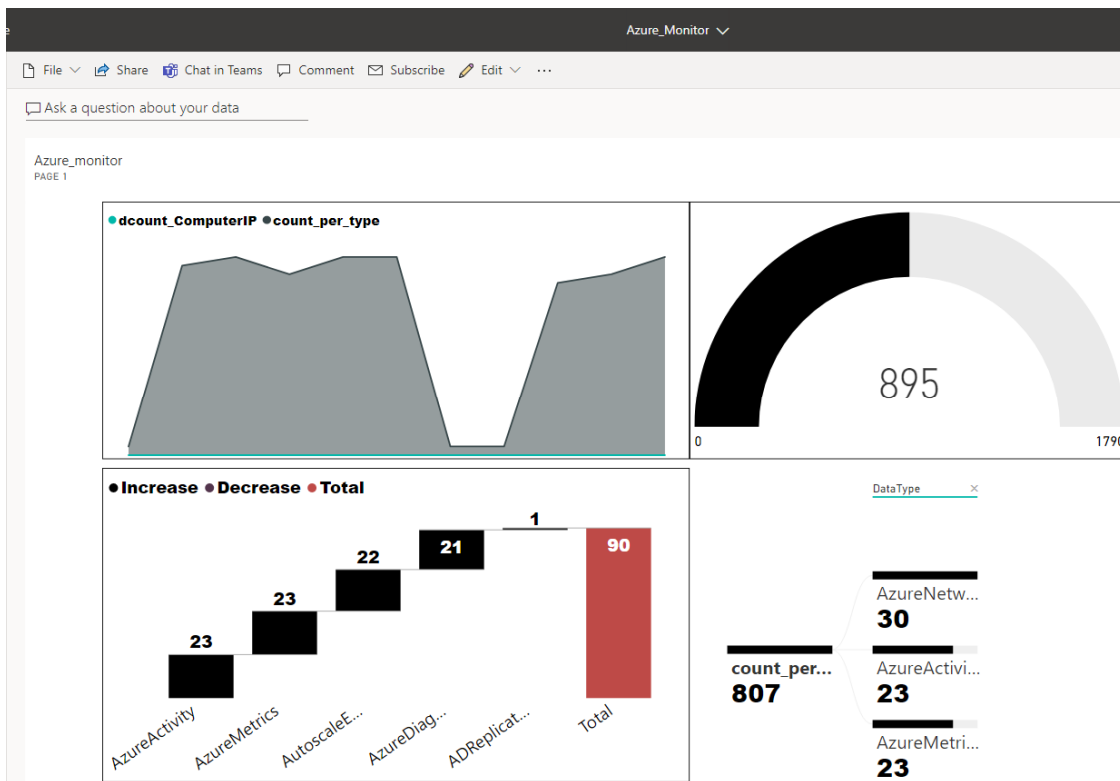 Azure_Monitor
File Share Chat in Teams Comment Subscribe Edit ...
Ask a question about your data
Azure_monitor
PAGE 1
dcount_ComputerIP count_per_type
895
0 1790
Increase Decrease Total
23
23
22
21
1
90
AzureActivity
AzureMetrics
AutoscaleE...
AzureDiag...
ADReplicat...
Total
DataType
count_per...
807
AzureNetw...
30
AzureActivi...
23
AzureMetri...
23